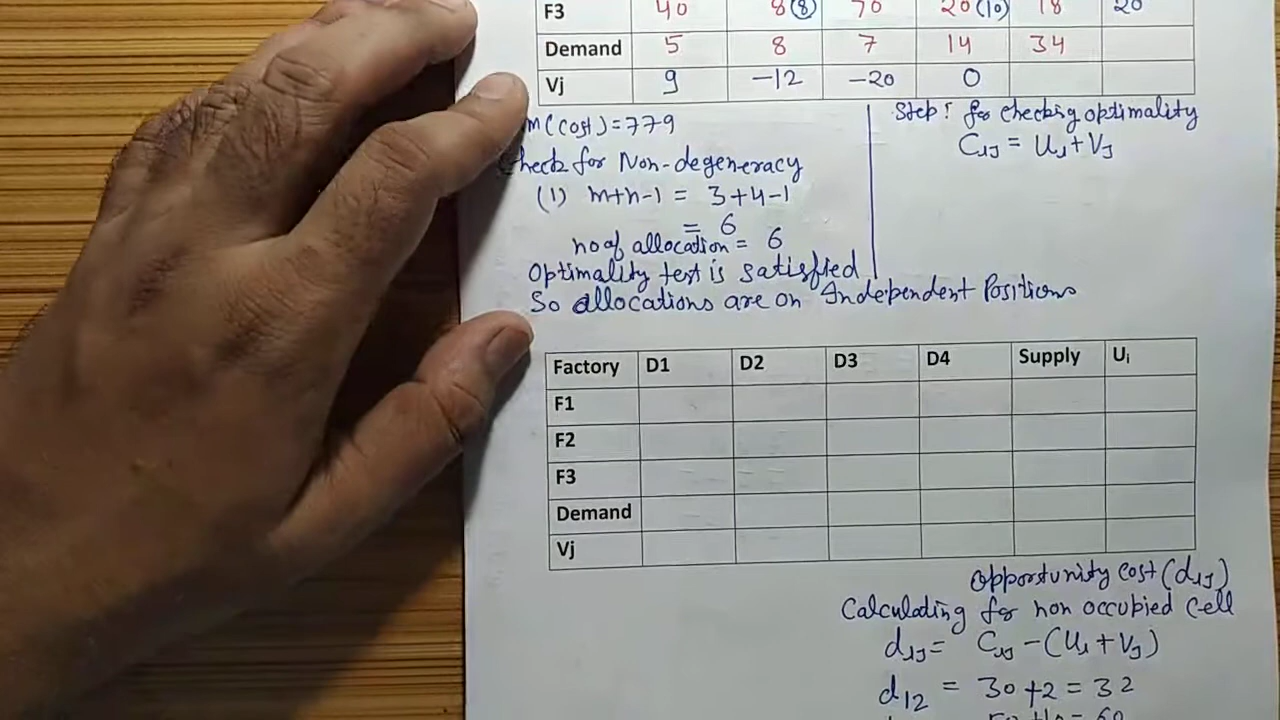 F3 40 8(8) 70 20(10) 18 20
Demand 5 8 7 14 34
Vj 9 -12 -20 0
m(cost)=779
Check for Non-degeneracy
(1) m+n-1 = 3+4-1
= 6
no of allocation = 6
Optimality test is satisfied
So allocations are on Independent Positions
Step: for checking optimality
Cij = Ui+Vj
Factory D1 D2 D3 D4 Supply Ui
F1
F2
F3
Demand
Vj
Opportunity cost (dij)
Calculating for non occupied cell
dij = Cij - (Ui + Vj)
d12 = 30+2 = 32